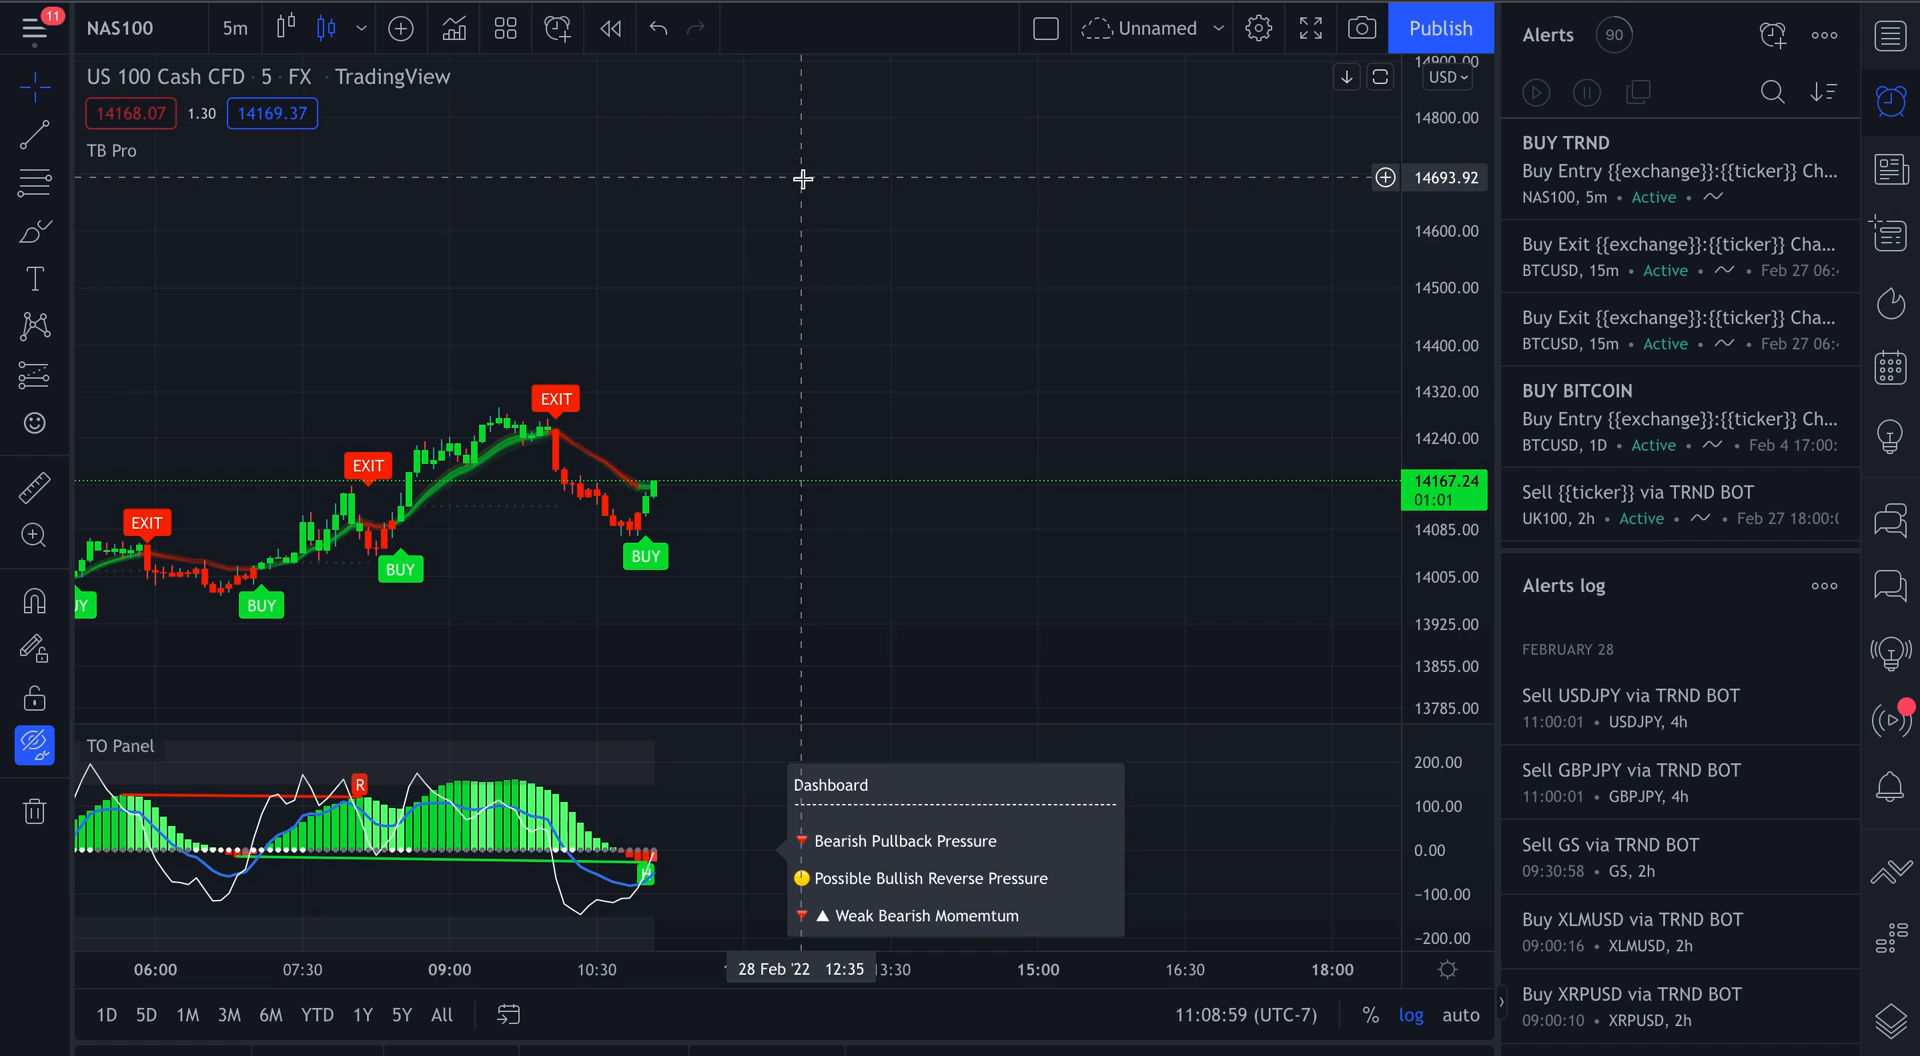 11
NAS100
5m
Unnamed
Publish
US 100 Cash CFD · 5 · FX · TradingView
14168.07 1.30 14169.37
TB Pro
USD
14900.00
14800.00
14693.92
14600.00
14500.00
14400.00
14320.00
14240.00
14167.24
01:01
14085.00
14005.00
13925.00
13855.00
13785.00
EXIT
EXIT
EXIT
BUY
BUY
BUY
TO Panel
R
200.00
100.00
0.00
−100.00
−200.00
Dashboard
Bearish Pullback Pressure
Possible Bullish Reverse Pressure
Weak Bearish Momemtum
06:00 07:30 09:00 10:30 28 Feb '22 12:35 13:30 15:00 16:30 18:00
1D 5D 1M 3M 6M YTD 1Y 5Y All
11:08:59 (UTC-7) % log auto
Alerts 90
BUY TRND
Buy Entry {{exchange}}:{{ticker}} Ch...
NAS100, 5m • Active •
Buy Exit {{exchange}}:{{ticker}} Cha...
BTCUSD, 15m • Active • • Feb 27 06:
Buy Exit {{exchange}}:{{ticker}} Cha...
BTCUSD, 15m • Active • • Feb 27 06:
BUY BITCOIN
Buy Entry {{exchange}}:{{ticker}} Ch...
BTCUSD, 1D • Active • • Feb 4 17:00:
Sell {{ticker}} via TRND BOT
UK100, 2h • Active • • Feb 27 18:00:
Alerts log
FEBRUARY 28
Sell USDJPY via TRND BOT
11:00:01 • USDJPY, 4h
Sell GBPJPY via TRND BOT
11:00:01 • GBPJPY, 4h
Sell GS via TRND BOT
09:30:58 • GS, 2h
Buy XLMUSD via TRND BOT
09:00:16 • XLMUSD, 2h
Buy XRPUSD via TRND BOT
09:00:10 • XRPUSD, 2h